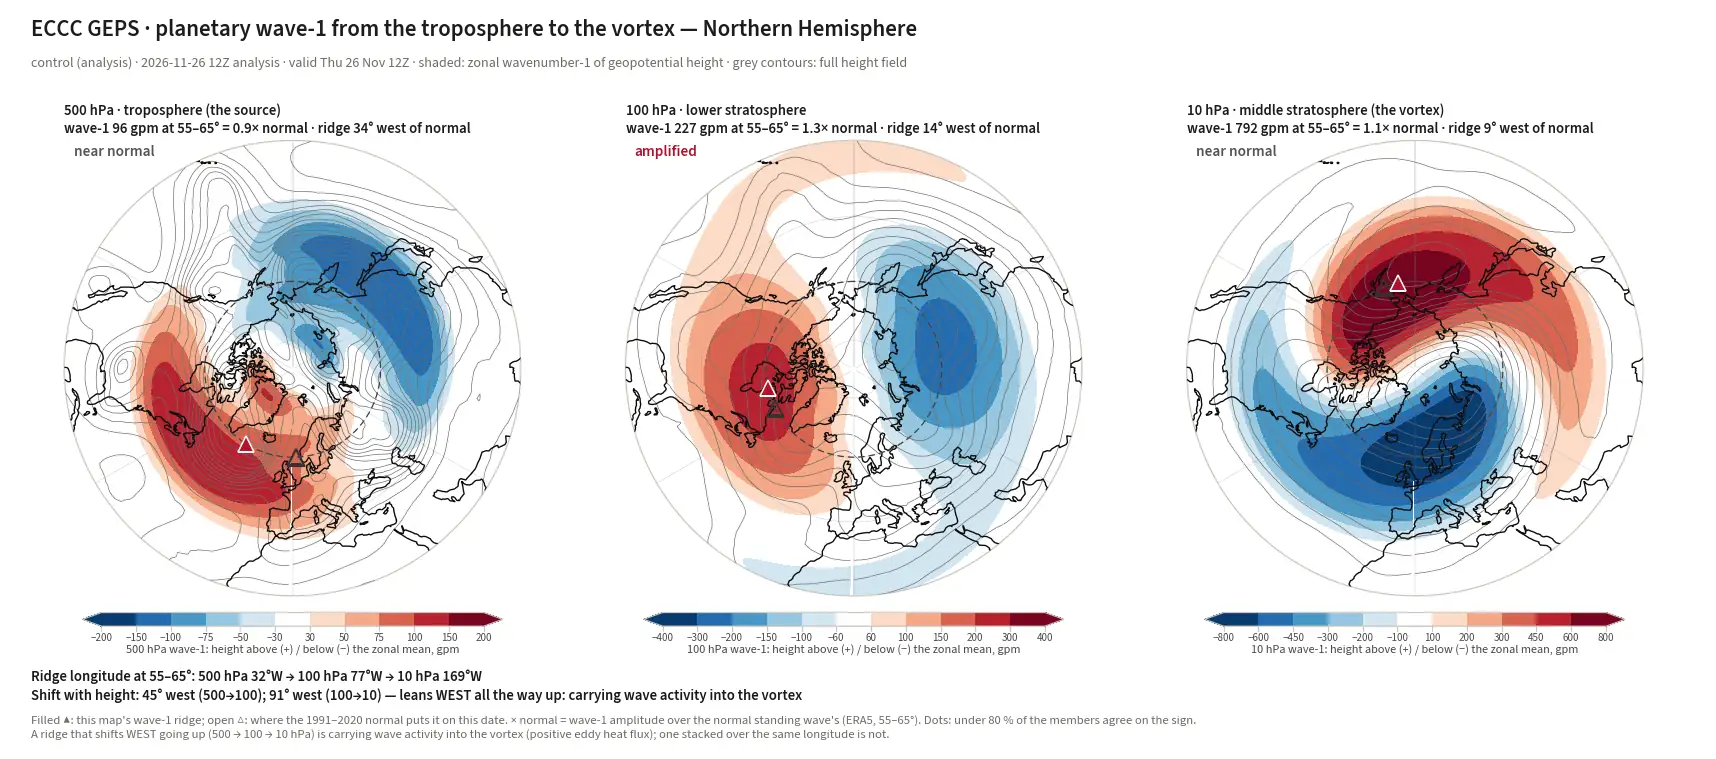 ECCC GEPS · planetary wave-1 from the troposphere to the vortex — Northern Hemisphere
control (analysis) · 2026-11-26 12Z analysis · valid Thu 26 Nov 12Z · shaded: zonal wavenumber-1 of geopotential height · grey contours: full height field
500 hPa · troposphere (the source)
wave-1 96 gpm at 55–65° = 0.9× normal · ridge 34° west of normal
near normal
100 hPa · lower stratosphere
wave-1 227 gpm at 55–65° = 1.3× normal · ridge 14° west of normal
amplified
10 hPa · middle stratosphere (the vortex)
wave-1 792 gpm at 55–65° = 1.1× normal · ridge 9° west of normal
near normal
−200 −150 −100 −75 −50 −30 30 50 75 100 150 200
500 hPa wave-1: height above (+) / below (−) the zonal mean, gpm
−400 −300 −200 −150 −100 −60 60 100 150 200 300 400
100 hPa wave-1: height above (+) / below (−) the zonal mean, gpm
−800 −600 −450 −300 −200 −100 100 200 300 450 600 800
10 hPa wave-1: height above (+) / below (−) the zonal mean, gpm
Ridge longitude at 55–65°: 500 hPa 32°W → 100 hPa 77°W → 10 hPa 169°W
Shift with height: 45° west (500→100); 91° west (100→10) — leans WEST all the way up: carrying wave activity into the vortex
Filled ▲: this map's wave-1 ridge; open △: where the 1991–2020 normal puts it on this date. × normal = wave-1 amplitude over the normal standing wave's (ERA5, 55–65°). Dots: under 80 % of the members agree on the sign.
A ridge that shifts WEST going up (500 → 100 → 10 hPa) is carrying wave activity into the vortex (positive eddy heat flux); one stacked over the same longitude is not.